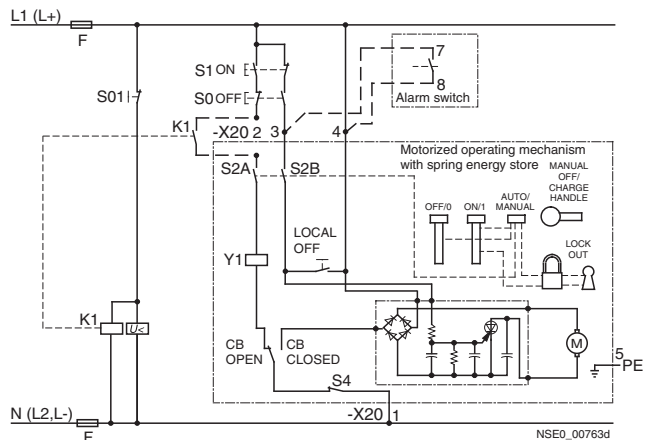 L1 (L+)
F
S1 ON
S0 OFF
S01
K1
-X20 2 3 4
7
8
Alarm switch
Motorized operating mechanism
with spring energy store
MANUAL
OFF/
CHARGE
HANDLE
S2A S2B
OFF/0 ON/1 AUTO/
MANUAL
LOCAL
OFF
LOCK
OUT
Y1
K1 U<
CB
OPEN
CB
CLOSED
S4
M
5
PE
N (L2,L-)
F
-X20 1
NSE0_00763d